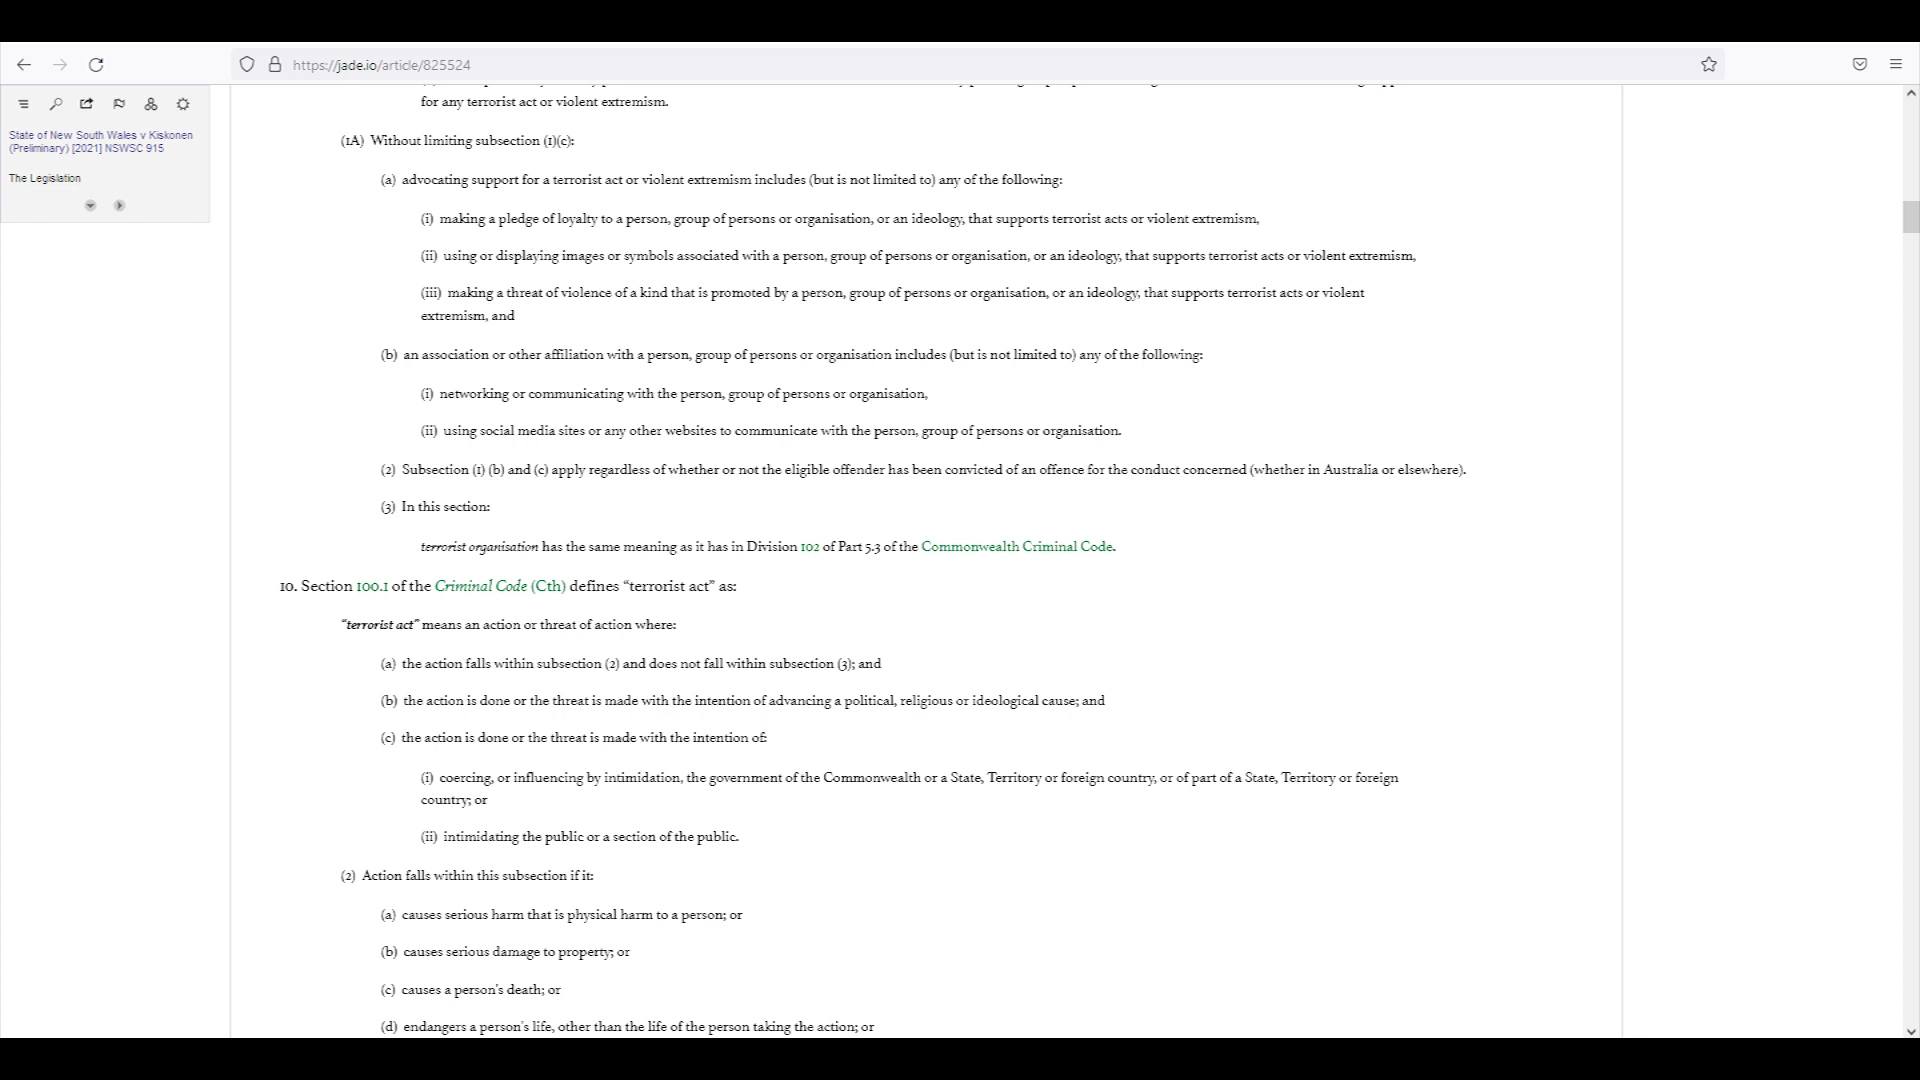 https://jade.io/article/825524
State of New South Wales v Kiskonen
(Preliminary) [2021] NSWSC 915
The Legislation
for any terrorist act or violent extremism.
(1A) Without limiting subsection (1)(c):
(a) advocating support for a terrorist act or violent extremism includes (but is not limited to) any of the following:
(i) making a pledge of loyalty to a person, group of persons or organisation, or an ideology, that supports terrorist acts or violent extremism,
(ii) using or displaying images or symbols associated with a person, group of persons or organisation, or an ideology, that supports terrorist acts or violent extremism,
(iii) making a threat of violence of a kind that is promoted by a person, group of persons or organisation, or an ideology, that supports terrorist acts or violent
extremism, and
(b) an association or other affiliation with a person, group of persons or organisation includes (but is not limited to) any of the following:
(i) networking or communicating with the person, group of persons or organisation,
(ii) using social media sites or any other websites to communicate with the person, group of persons or organisation.
(2) Subsection (1) (b) and (c) apply regardless of whether or not the eligible offender has been convicted of an offence for the conduct concerned (whether in Australia or elsewhere).
(3) In this section:
terrorist organisation has the same meaning as it has in Division 102 of Part 5.3 of the Commonwealth Criminal Code.
10. Section 100.1 of the Criminal Code (Cth) defines “terrorist act” as:
“terrorist act” means an action or threat of action where:
(a) the action falls within subsection (2) and does not fall within subsection (3); and
(b) the action is done or the threat is made with the intention of advancing a political, religious or ideological cause; and
(c) the action is done or the threat is made with the intention of:
(i) coercing, or influencing by intimidation, the government of the Commonwealth or a State, Territory or foreign country, or of part of a State, Territory or foreign
country; or
(ii) intimidating the public or a section of the public.
(2) Action falls within this subsection if it:
(a) causes serious harm that is physical harm to a person; or
(b) causes serious damage to property; or
(c) causes a person's death; or
(d) endangers a person's life, other than the life of the person taking the action; or